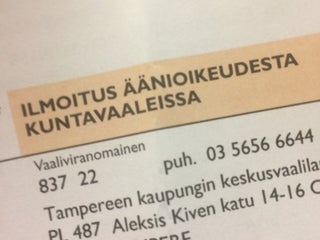 ILMOITUS ÄÄNIOIKEUDESTA
KUNTAVAALEISSA
Vaaliviranomainen
837 22 puh. 03 5656 6644
Tampereen kaupungin
PL 487 Aleksis Kiven katu 14-16 C